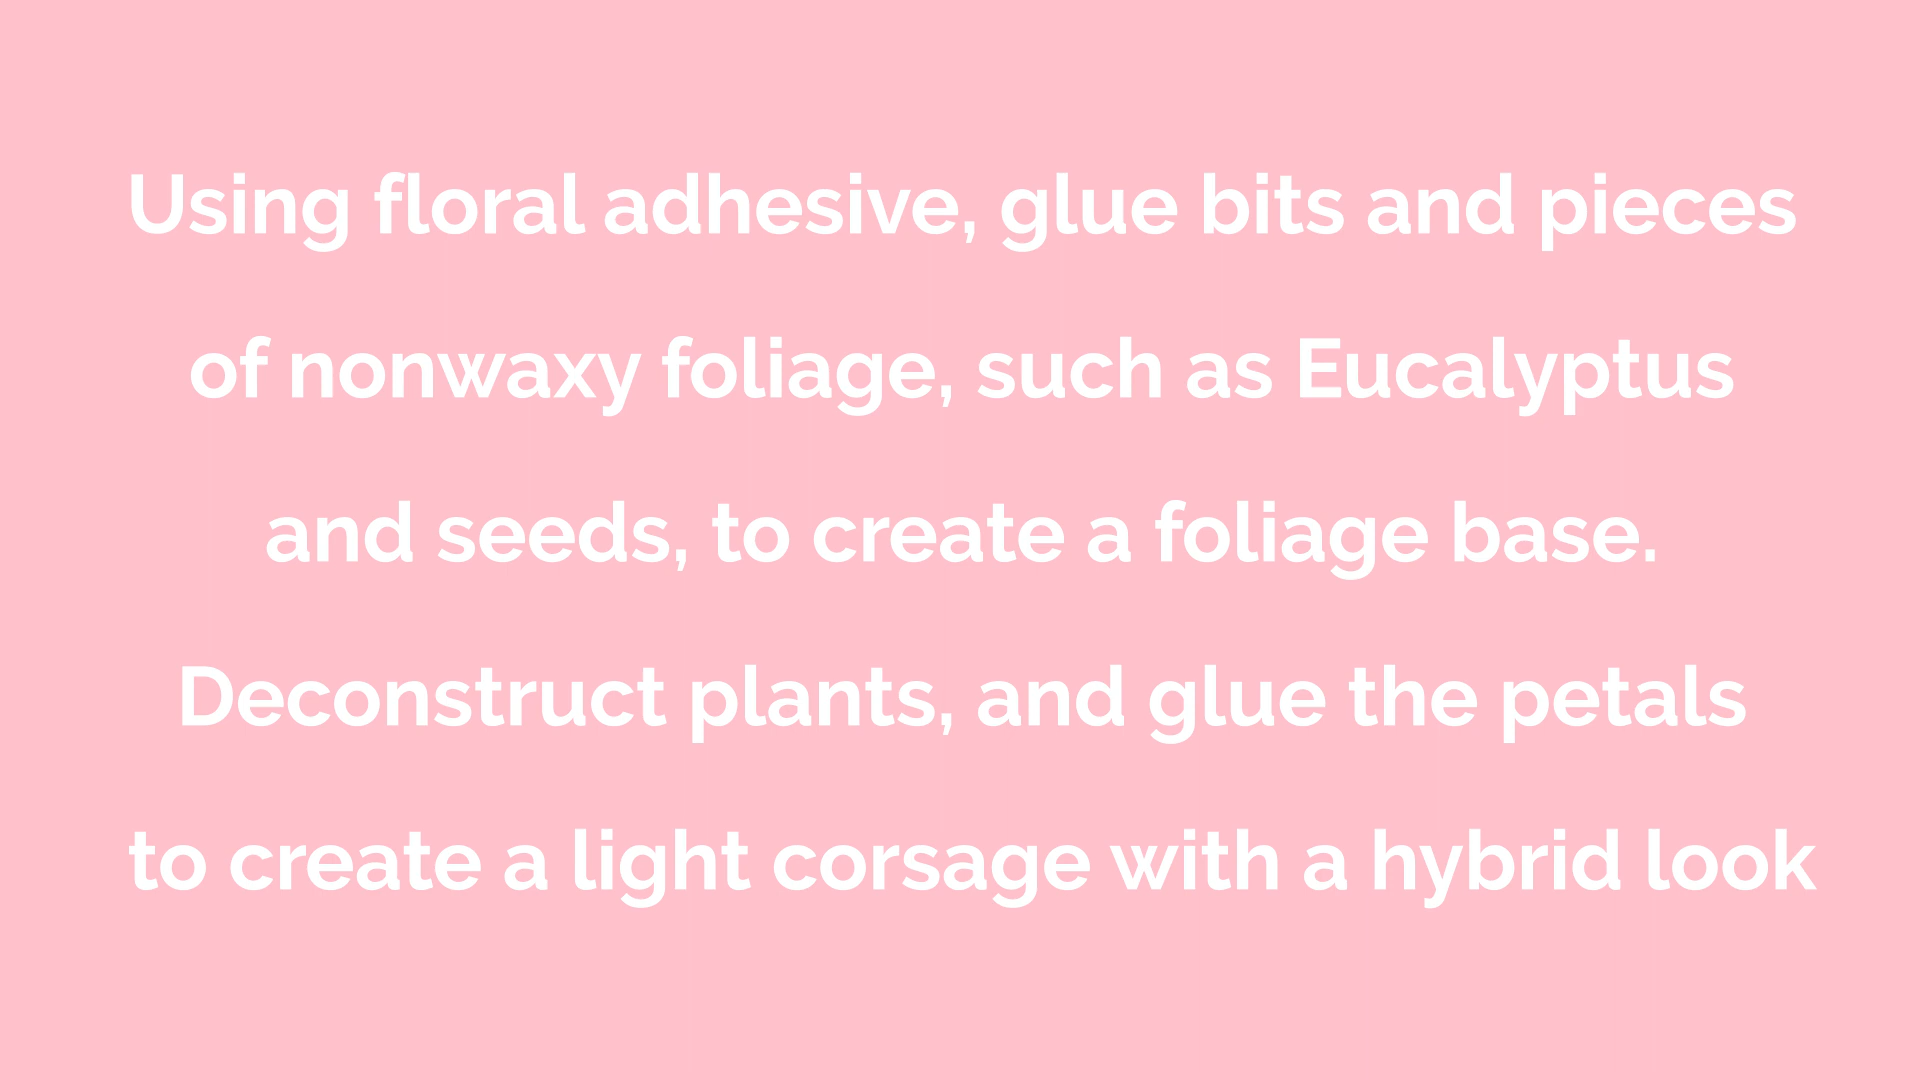 Using floral adhesive, glue bits and pieces
of nonwaxy foliage, such as Eucalyptus
and seeds, to create a foliage base.
Deconstruct plants, and glue the petals
to create a light corsage with a hybrid look